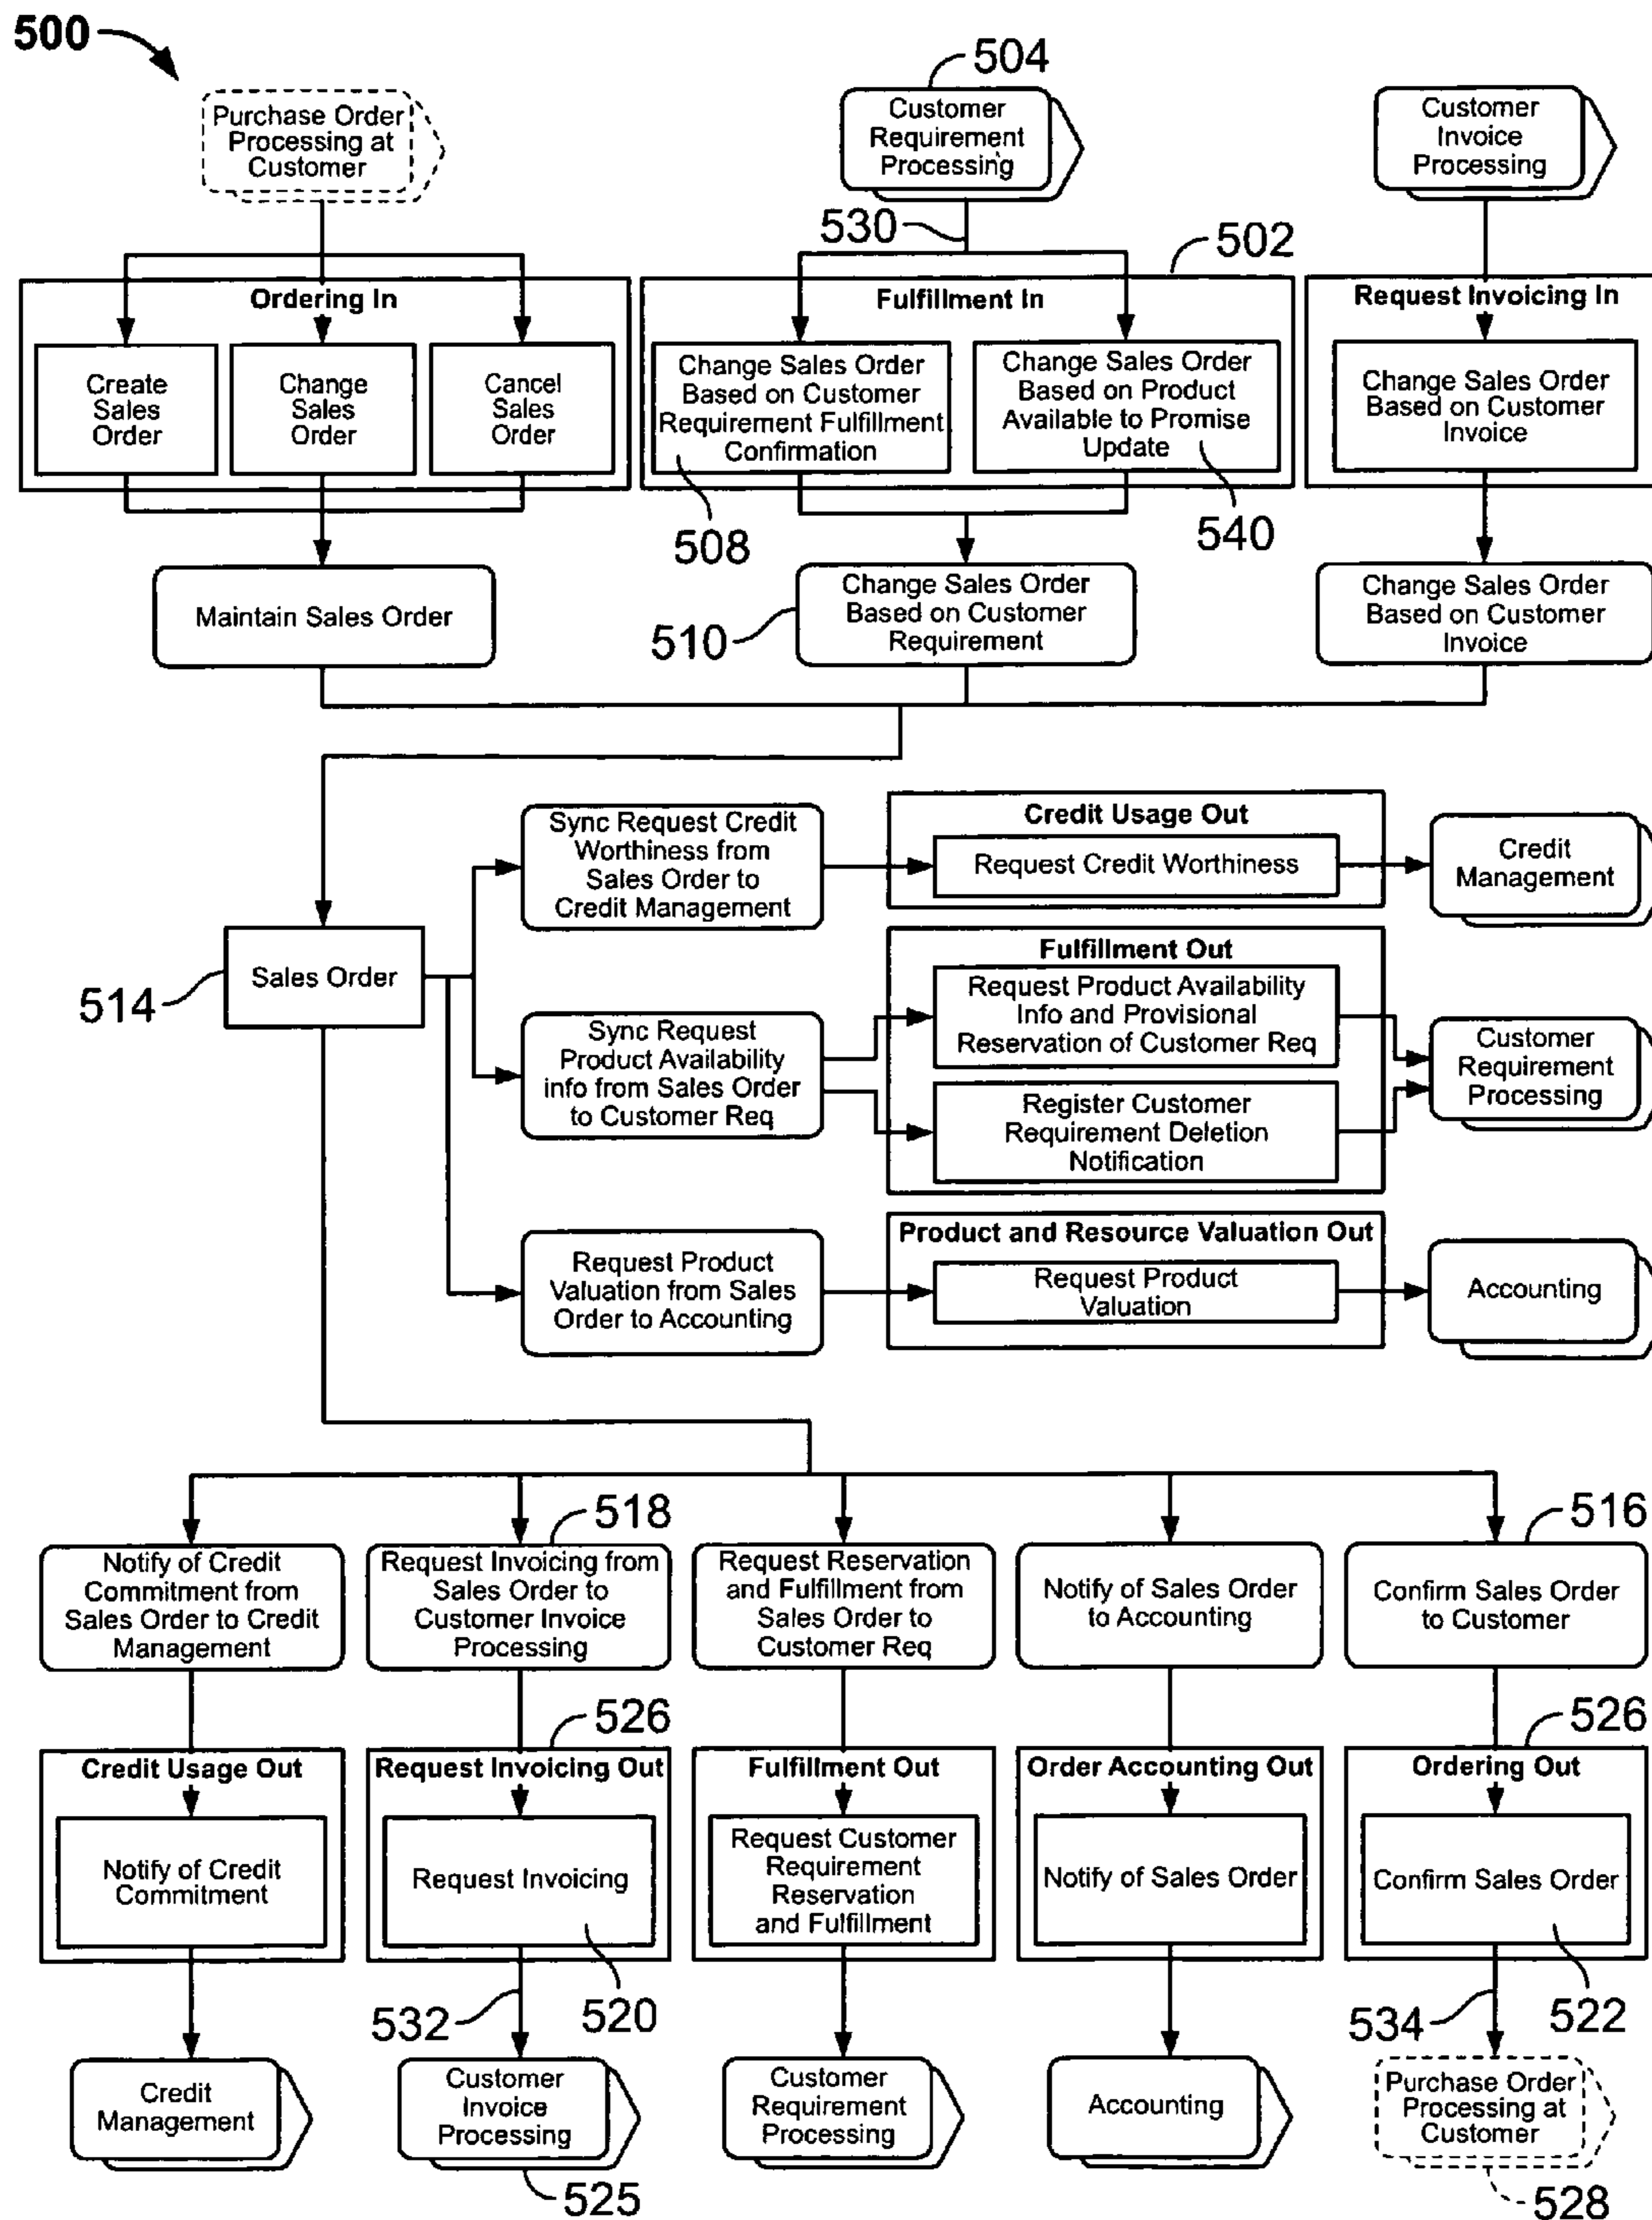 500
504
Purchase Order
Processing at
Customer
Customer
Requirement
Processing
Customer
Invoice
Processing
530
502
Ordering In
Create
Sales
Order
Change
Sales
Order
Cancel
Sales
Order
Fulfillment In
Change Sales Order
Based on Customer
Requirement Fulfillment
Confirmation
Change Sales Order
Based on Product
Available to Promise
Update
Request Invoicing In
Change Sales Order
Based on Customer
Invoice
508
540
Maintain Sales Order
510
Change Sales Order
Based on Customer
Requirement
Change Sales Order
Based on Customer
Invoice
Sync Request Credit
Worthiness from
Sales Order to
Credit Management
Credit Usage Out
Request Credit Worthiness
Credit
Management
514
Sales Order
Sync Request
Product Availability
info from Sales Order
to Customer Req
Fulfillment Out
Request Product Availability
Info and Provisional
Reservation of Customer Req
Register Customer
Requirement Deletion
Notification
Customer
Requirement
Processing
Request Product
Valuation from Sales
Order to Accounting
Product and Resource Valuation Out
Request Product
Valuation
Accounting
518
516
Notify of Credit
Commitment from
Sales Order to Credit
Management
Request Invoicing from
Sales Order to
Customer Invoice
Processing
Request Reservation
and Fulfillment from
Sales Order to
Customer Req
Notify of Sales Order
to Accounting
Confirm Sales Order
to Customer
526
526
Credit Usage Out
Notify of Credit
Commitment
Request Invoicing Out
Request Invoicing
Fulfillment Out
Request Customer
Requirement
Reservation
and Fulfillment
Order Accounting Out
Notify of Sales Order
Ordering Out
Confirm Sales Order
532
520
534
522
Credit
Management
Customer
Invoice
Processing
Customer
Requirement
Processing
Accounting
Purchase Order
Processing at
Customer
525
528